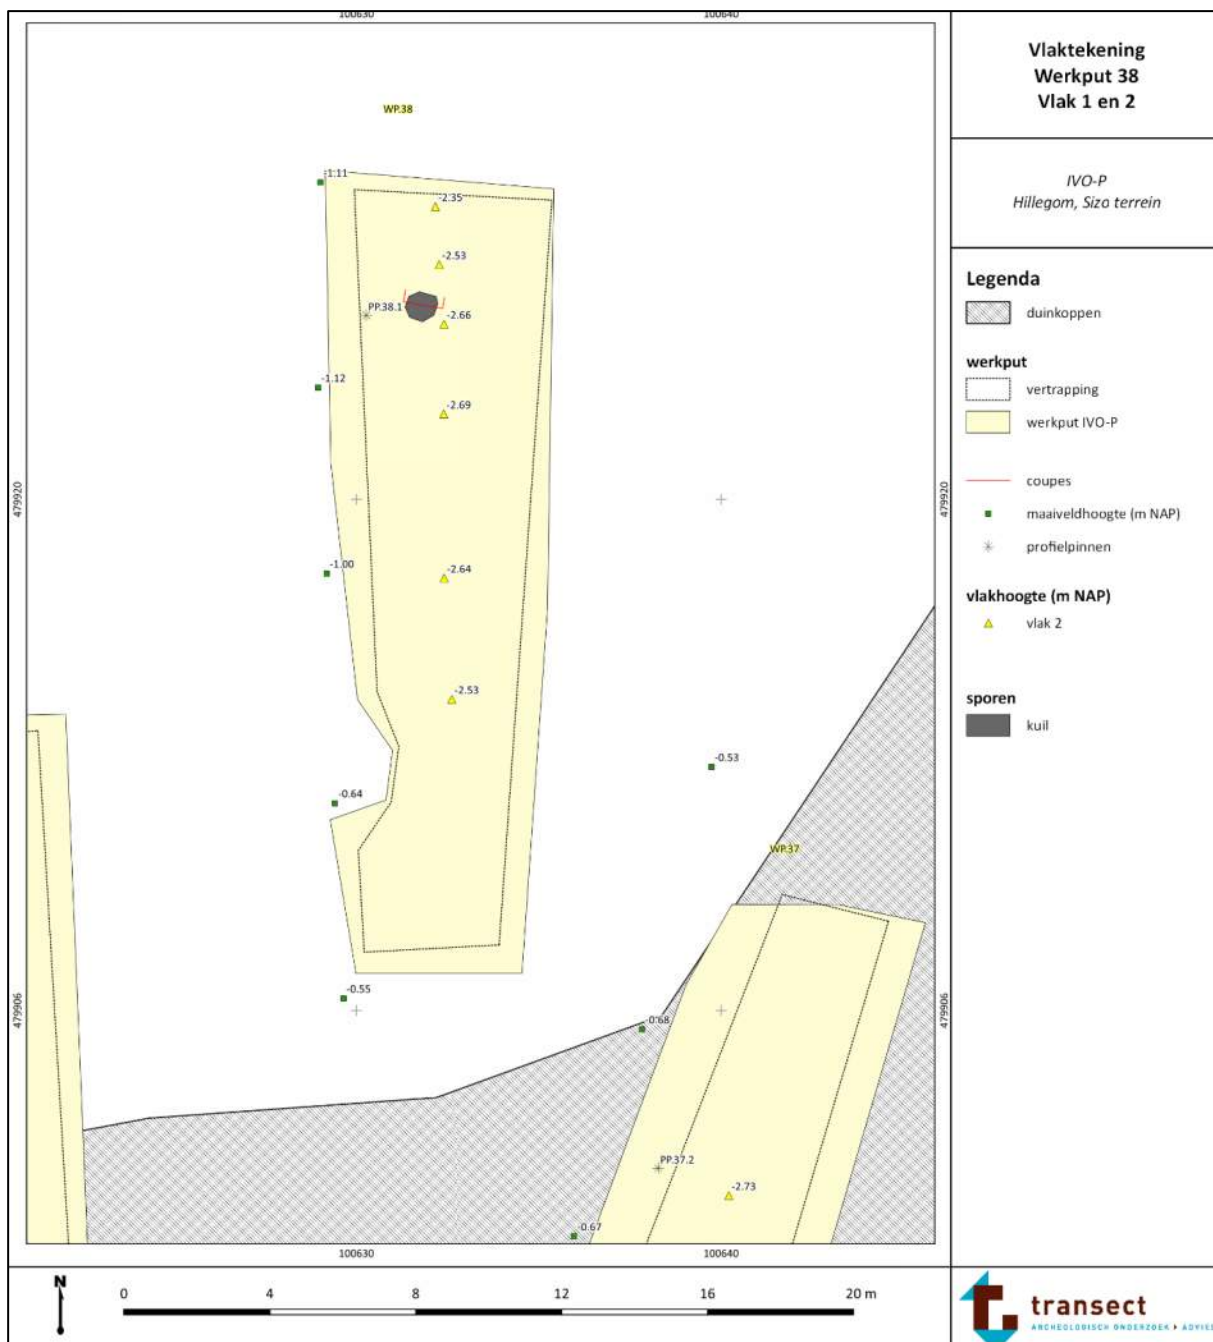 100630
100640
WP.38
-1.11
-2.35
-2.53
PP.38.1
-2.66
-1.12
-2.69
479920
479920
-1.00
-2.64
-2.53
-0.53
-0.64
WP.37
-0.55
479906
479906
-0.68
PP.37.2
-2.73
-0.67
100630
100640
N
0
4
8
12
16
20 m
Vlaktekening
Werkput 38
Vlak 1 en 2
IVO-P
Hillegom, Sizo terrein
Legenda
duinkoppen
werkput
vertrapping
werkput IVO-P
coupes
maaiveldhoogte (m NAP)
profielpinnen
vlakhoogte (m NAP)
vlak 2
sporen
kuil
transect
ARCHEOLOGISCH ONDERZOEK & ADVIES